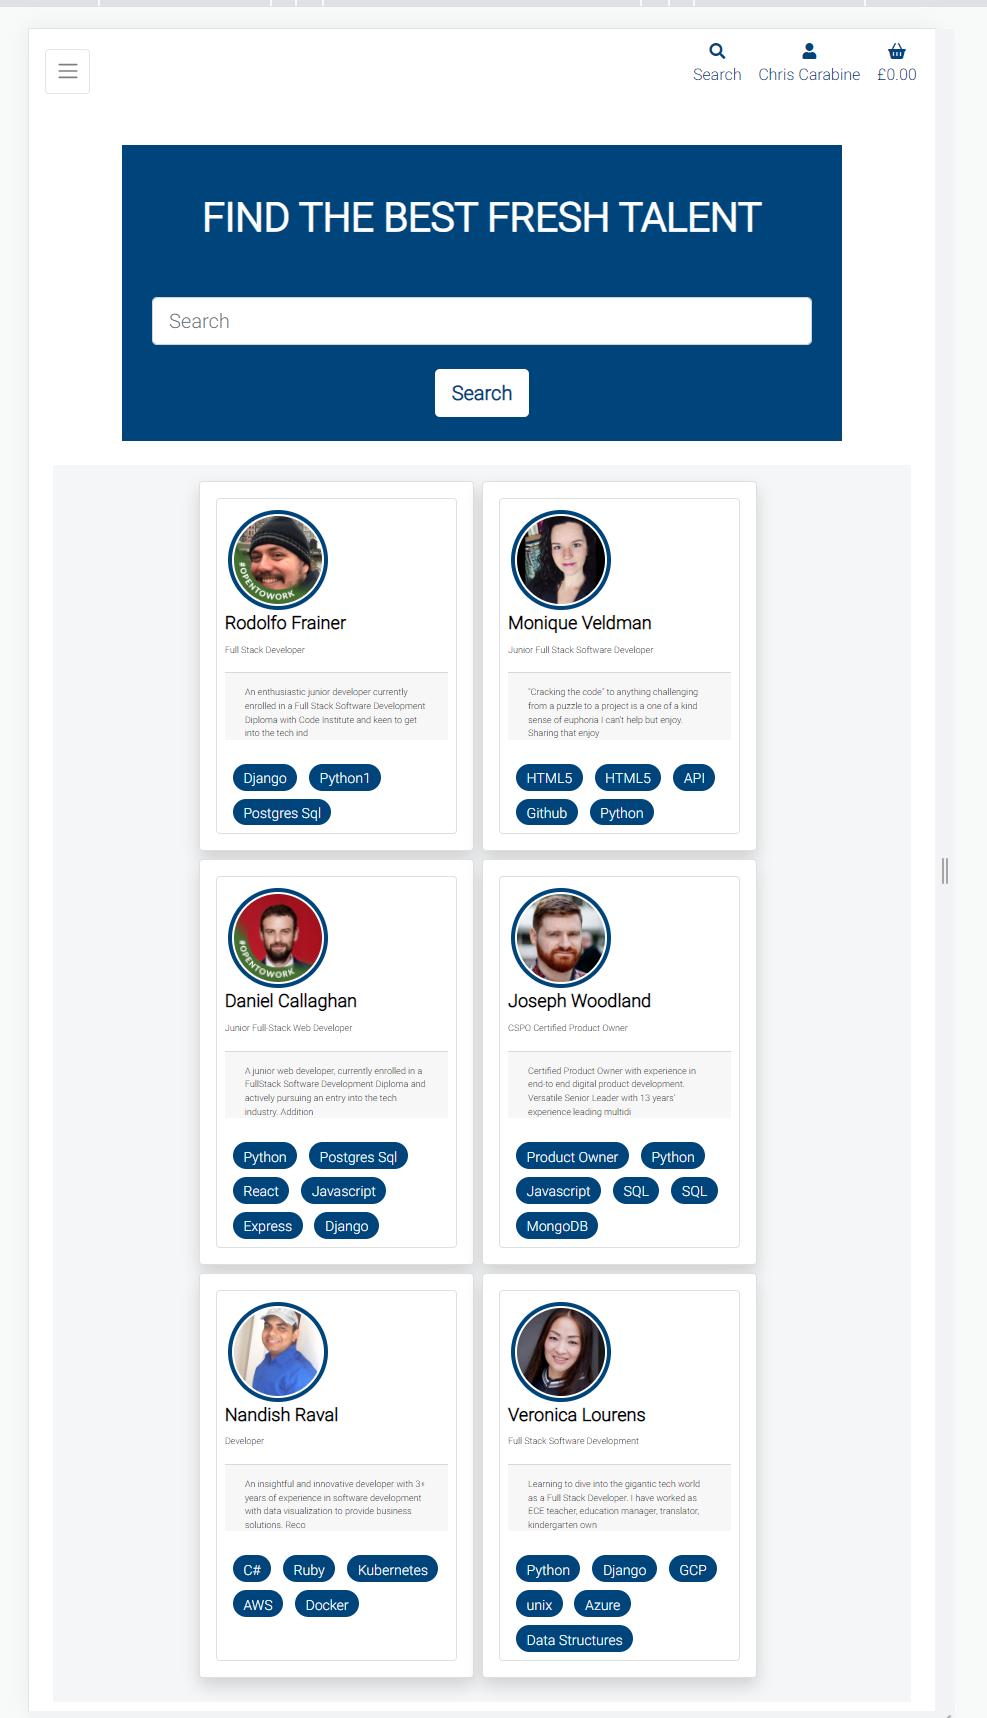 Search
Chris Carabine
£0.00
FIND THE BEST FRESH TALENT
Search
Search
#OPENTOWORK
Rodolfo Frainer
Full Stack Developer
An enthusiastic junior developer currently
enrolled in a Full Stack Software Development
Diploma with Code Institute and keen to get
into the tech ind
Django Python1
Postgres Sql
Monique Veldman
Junior Full Stack Software Developer
"Cracking the code" to anything challenging
from a puzzle to a project is a one of a kind
sense of euphoria I can't help but enjoy.
Sharing that enjoy
HTML5 HTML5 API
Github Python
#OPENTOWORK
Daniel Callaghan
Junior Full-Stack Web Developer
A junior web developer, currently enrolled in a
FullStack Software Development Diploma and
actively pursuing an entry into the tech
industry. Addition
Python Postgres Sql
React Javascript
Express Django
Joseph Woodland
CSPO Certified Product Owner
Certified Product Owner with experience in
end-to end digital product development.
Versatile Senior Leader with 13 years'
experience leading multidi
Product Owner Python
Javascript SQL SQL
MongoDB
Nandish Raval
Developer
An insightful and innovative developer with 3+
years of experience in software development
with data visualization to provide business
solutions. Reco
C# Ruby Kubernetes
AWS Docker
Veronica Lourens
Full Stack Software Development
Learning to dive into the gigantic tech world
as a Full Stack Developer. I have worked as
ECE teacher, education manager, translator,
kindergarten own
Python Django GCP
unix Azure
Data Structures